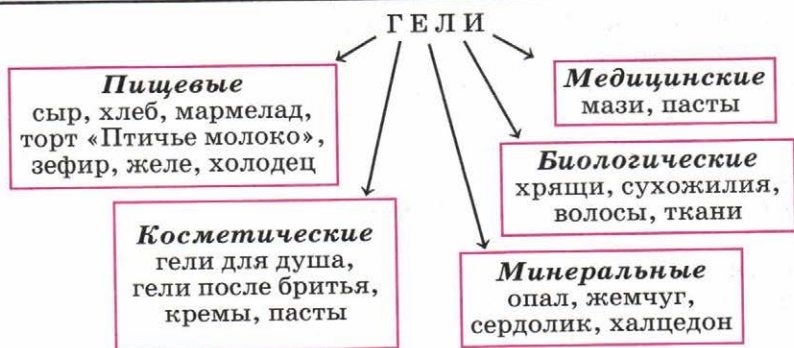 ГЕЛИ
Пищевые
сыр, хлеб, мармелад,
торт «Птичье молоко»,
зефир, желе, холодец
Медицинские
мази, пасты
Биологические
хрящи, сухожилия,
волосы, ткани
Косметические
гели для душа,
гели после бритья,
кремы, пасты
Минеральные
опал, жемчуг,
сердолик, халцедон